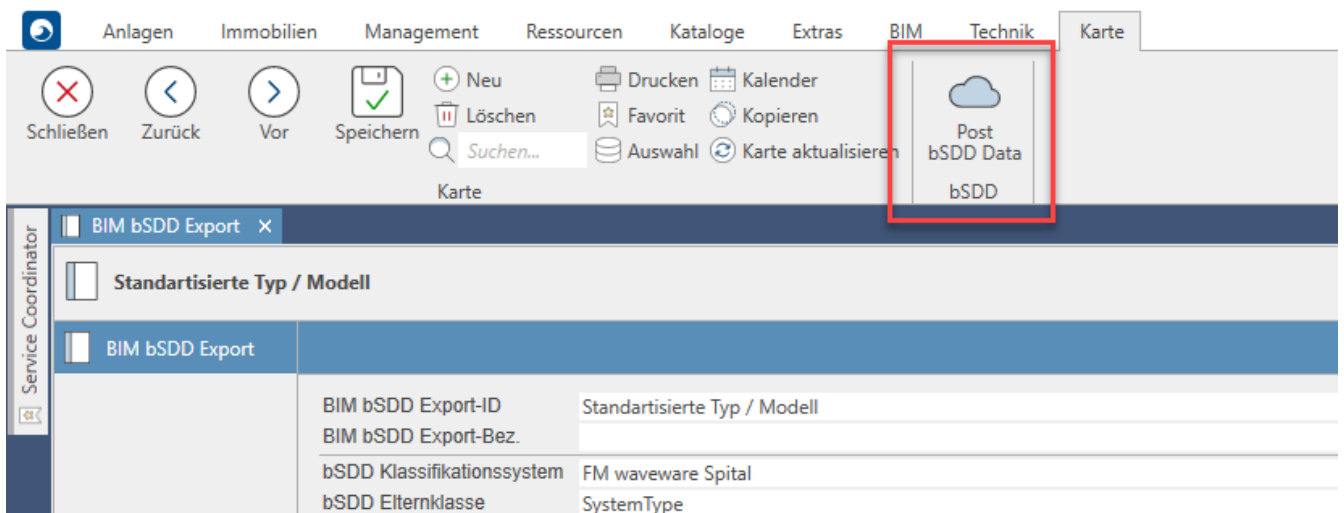 Anlagen Immobilien Management Ressourcen Kataloge Extras BIM Technik Karte
Schließen Zurück Vor Speichern
Neu Drucken Kalender
Löschen Favorit Kopieren
Suchen... Auswahl Karte aktualisieren
Post
bSDD Data
Karte bSDD
Service Coordinator
BIM bSDD Export ×
Standartisierte Typ / Modell
BIM bSDD Export
BIM bSDD Export-ID Standartisierte Typ / Modell
BIM bSDD Export-Bez.
bSDD Klassifikationssystem FM waveware Spital
bSDD Elternklasse SystemType